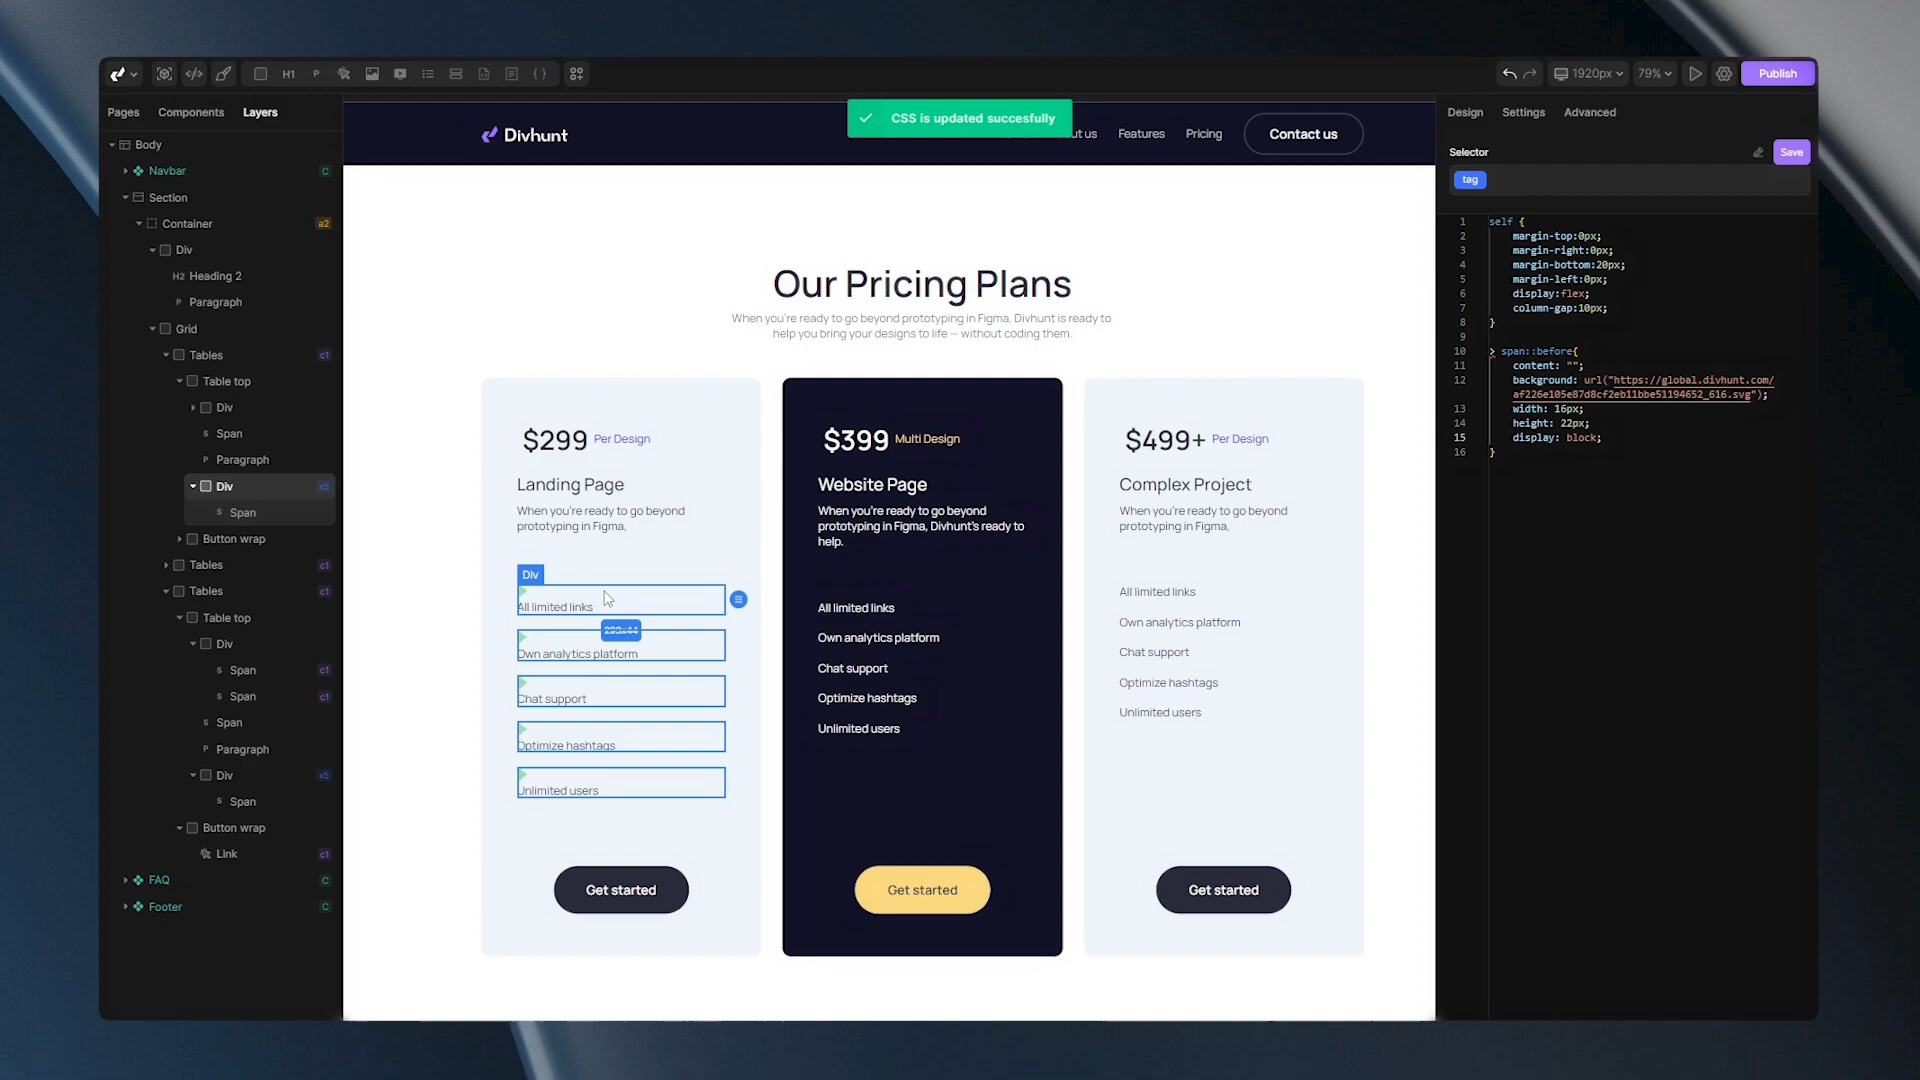 H1
P
1920px
79%
Publish
Pages
Components
Layers
Body
Navbar
C
Section
Container
a2
Div
H2 Heading 2
P Paragraph
Grid
Tables
c1
Table top
Div
S Span
P Paragraph
Div
x5
S Span
Button wrap
Tables
c1
Tables
c1
Table top
Div
S Span
c1
S Span
c1
S Span
P Paragraph
Div
x5
S Span
Button wrap
Link
c1
FAQ
C
Footer
C
Divhunt
CSS is updated succesfully
ut us
Features
Pricing
Contact us
Our Pricing Plans
When you're ready to go beyond prototyping in Figma, Divhunt is ready to
help you bring your designs to life — without coding them.
$299 Per Design
Landing Page
When you're ready to go beyond
prototyping in Figma,
Div
All limited links
Own analytics platform
Chat support
Optimize hashtags
Unlimited users
Get started
$399 Multi Design
Website Page
When you're ready to go beyond
prototyping in Figma, Divhunt's ready to
help.
All limited links
Own analytics platform
Chat support
Optimize hashtags
Unlimited users
Get started
$499+ Per Design
Complex Project
When you're ready to go beyond
prototyping in Figma,
All limited links
Own analytics platform
Chat support
Optimize hashtags
Unlimited users
Get started
Design
Settings
Advanced
Selector
Save
tag
1 self {
2 margin-top:0px;
3 margin-right:0px;
4 margin-bottom:20px;
5 margin-left:0px;
6 display:flex;
7 column-gap:10px;
8 }
9
10 > span::before{
11 content: "";
12 background: url("https://global.divhunt.com/
af226e105e87d8cf2eb11bbe51194652_616.svg");
13 width: 16px;
14 height: 22px;
15 display: block;
16 }